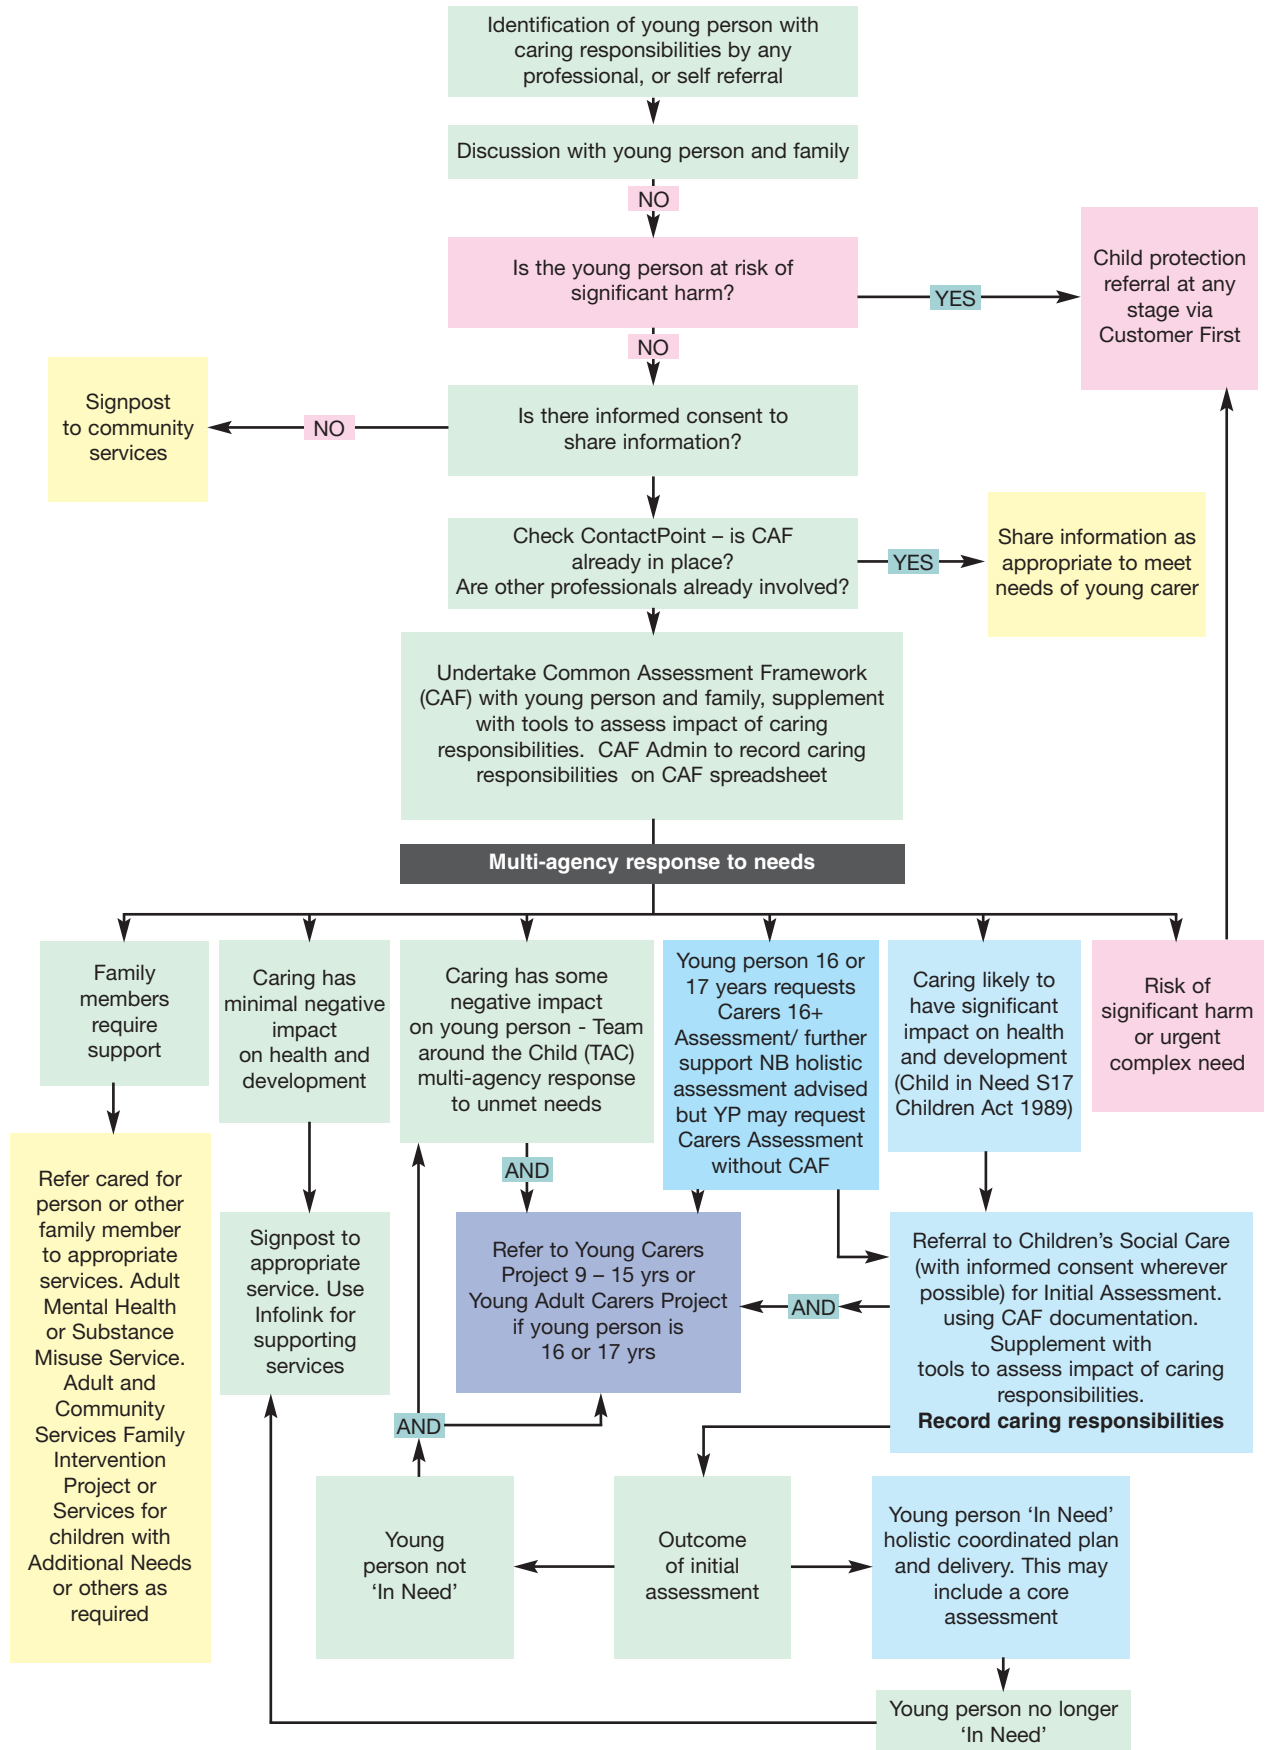 Identification of young person with
caring responsibilities by any
professional, or self referral
Discussion with young person and family
NO
Is the young person at risk of
significant harm?
YES
Child protection
referral at any
stage via
Customer First
NO
Signpost
to community
services
NO
Is there informed consent to
share information?
Check ContactPoint – is CAF
already in place?
Are other professionals already involved?
YES
Share information as
appropriate to meet
needs of young carer
Undertake Common Assessment Framework
(CAF) with young person and family, supplement
with tools to assess impact of caring
responsibilities. CAF Admin to record caring
responsibilities on CAF spreadsheet
Multi-agency response to needs
Family
members
require
support
Caring has
minimal negative
impact
on health and
development
Caring has some
negative impact
on young person - Team
around the Child (TAC)
multi-agency response
to unmet needs
Young person 16 or
17 years requests
Carers 16+
Assessment/ further
support NB holistic
assessment advised
but YP may request
Carers Assessment
without CAF
Caring likely to
have significant
impact on health
and development
(Child in Need S17
Children Act 1989)
Risk of
significant harm
or urgent
complex need
Refer cared for
person or other
family member
to appropriate
services. Adult
Mental Health
or Substance
Misuse Service.
Adult and
Community
Services Family
Intervention
Project or
Services for
children with
Additional Needs
or others as
required
Signpost to
appropriate
service. Use
Infolink for
supporting
services
AND
Refer to Young Carers
Project 9 – 15 yrs or
Young Adult Carers Project
if young person is
16 or 17 yrs
AND
Referral to Children’s Social Care
(with informed consent wherever
possible) for Initial Assessment.
using CAF documentation.
Supplement with
tools to assess impact of caring
responsibilities.
Record caring responsibilities
AND
Young
person not
‘In Need’
Outcome
of initial
assessment
Young person ‘In Need’
holistic coordinated plan
and delivery. This may
include a core
assessment
Young person no longer
‘In Need’